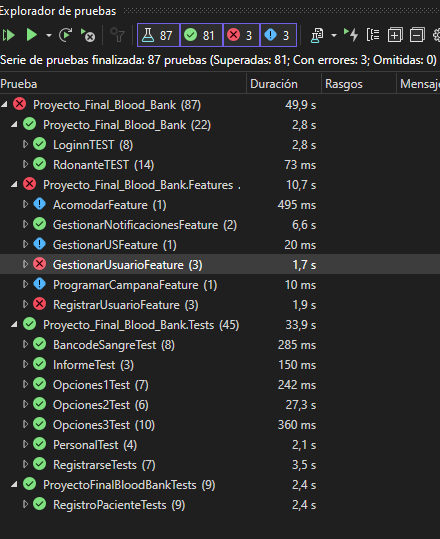 Explorador de pruebas
87 81 3 3
Serie de pruebas finalizada: 87 pruebas (Superadas: 81; Con errores: 3; Omitidas: 0)
Prueba Duración Rasgos Mensaj
Proyecto_Final_Blood_Bank (87) 49,9 s
Proyecto_Final_Blood_Bank (22) 2,8 s
LoginnTEST (8) 2,8 s
RdonanteTEST (14) 73 ms
Proyecto_Final_Blood_Bank.Features . 10,7 s
AcomodarFeature (1) 495 ms
GestionarNotificacionesFeature (2) 6,6 s
GestionarUSFeature (1) 20 ms
GestionarUsuarioFeature (3) 1,7 s
ProgramarCampanaFeature (1) 10 ms
RegistrarUsuarioFeature (3) 1,9 s
Proyecto_Final_Blood_Bank.Tests (45) 33,9 s
BancodeSangreTest (8) 285 ms
InformeTest (3) 150 ms
Opciones1Test (7) 242 ms
Opciones2Test (6) 27,3 s
Opciones3Test (10) 360 ms
PersonalTest (4) 2,1 s
RegistrarseTests (7) 3,5 s
ProyectoFinalBloodBankTests (9) 2,4 s
RegistroPacienteTests (9) 2,4 s